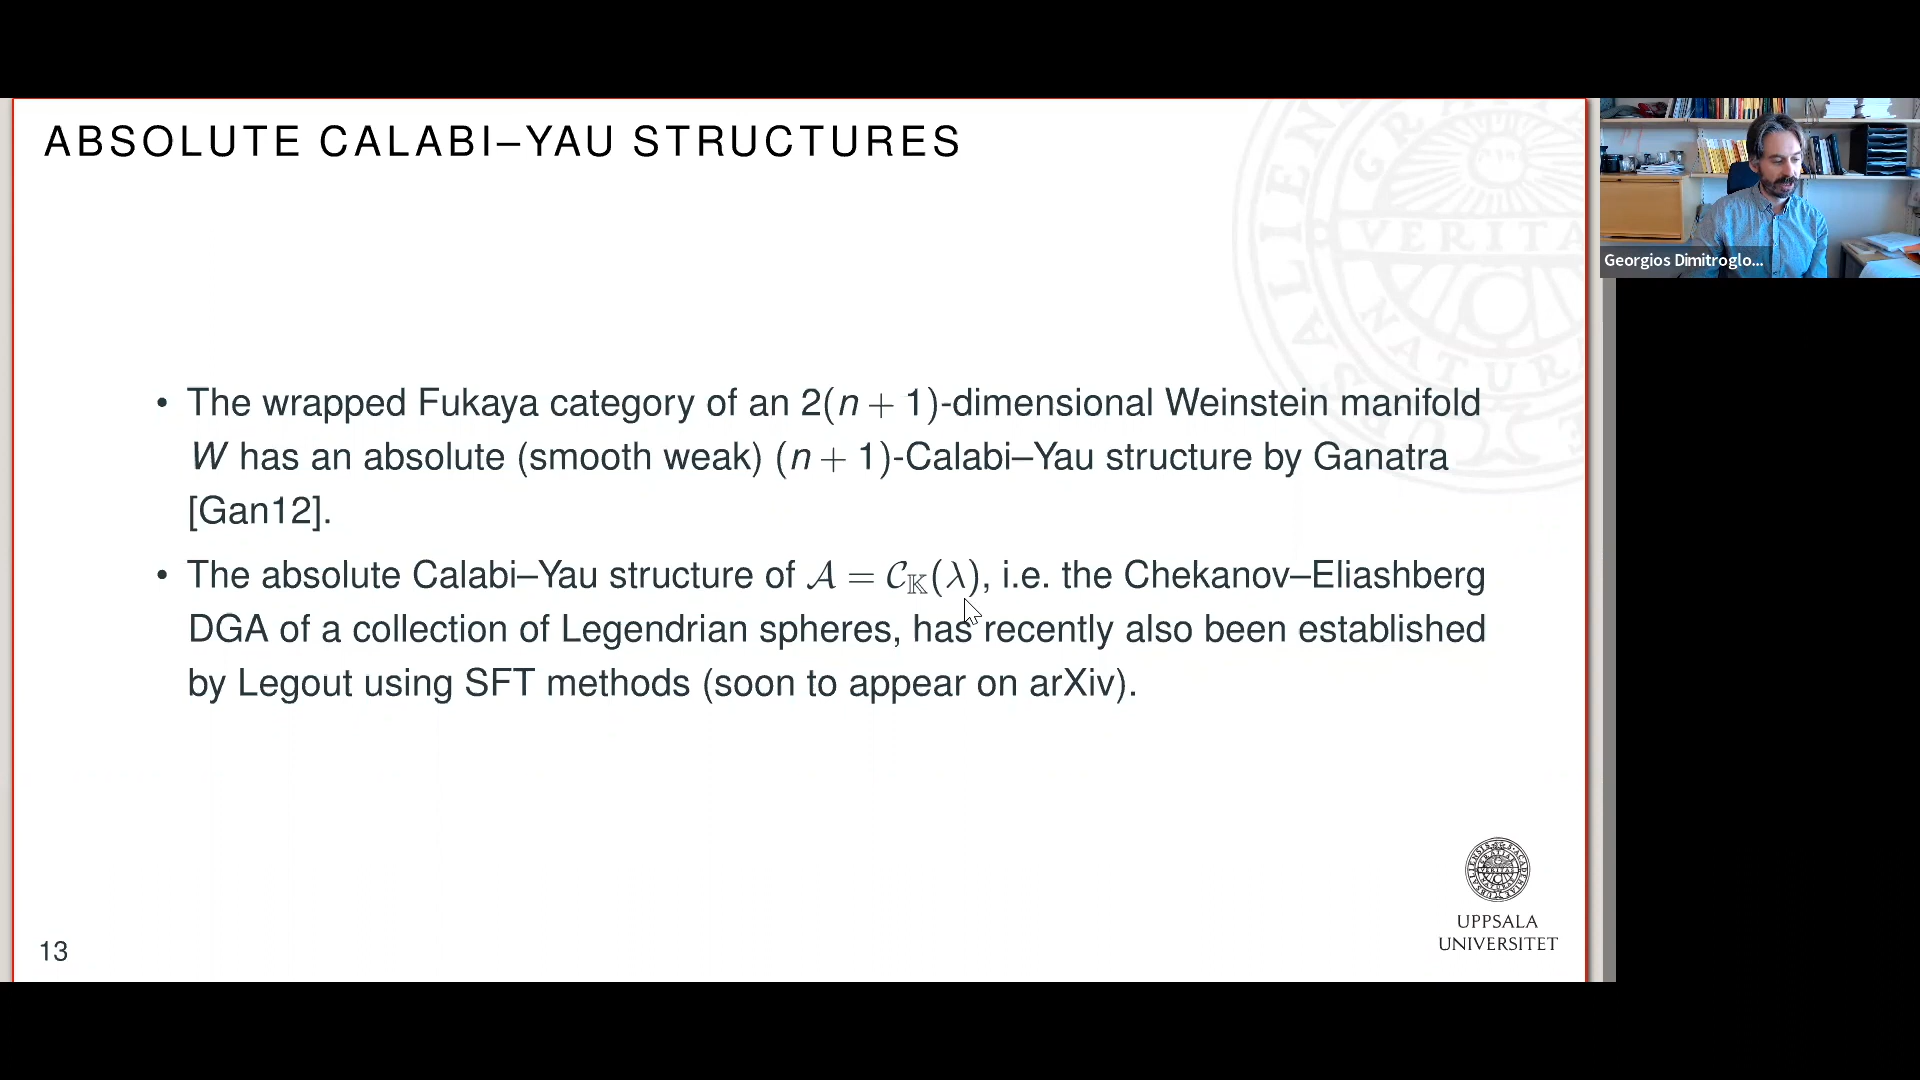 ABSOLUTE CALABI–YAU STRUCTURES
• The wrapped Fukaya category of an 2(n + 1)-dimensional Weinstein manifold
W has an absolute (smooth weak) (n + 1)-Calabi–Yau structure by Ganatra
[Gan12].
• The absolute Calabi–Yau structure of 𝒜 = 𝒞_𝕂(λ), i.e. the Chekanov–Eliashberg
DGA of a collection of Legendrian spheres, has recently also been established
by Legout using SFT methods (soon to appear on arXiv).
13
UPPSALA
UNIVERSITET
Georgios Dimitroglo...
VERITA
NATUR